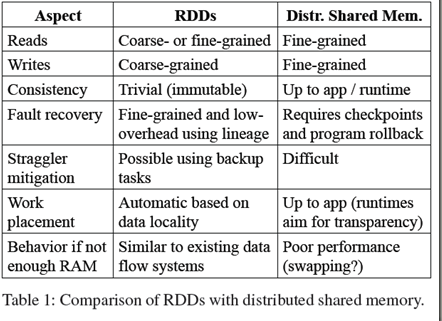 Aspect RDDs Distr. Shared Mem.
Reads Coarse- or fine-grained Fine-grained
Writes Coarse-grained Fine-grained
Consistency Trivial (immutable) Up to app / runtime
Fault recovery Fine-grained and low- Requires checkpoints
overhead using lineage and program rollback
Straggler Possible using backup Difficult
mitigation tasks
Work Automatic based on Up to app (runtimes
placement data locality aim for transparency)
Behavior if not Similar to existing data Poor performance
enough RAM flow systems (swapping?)
Table 1: Comparison of RDDs with distributed shared memory.